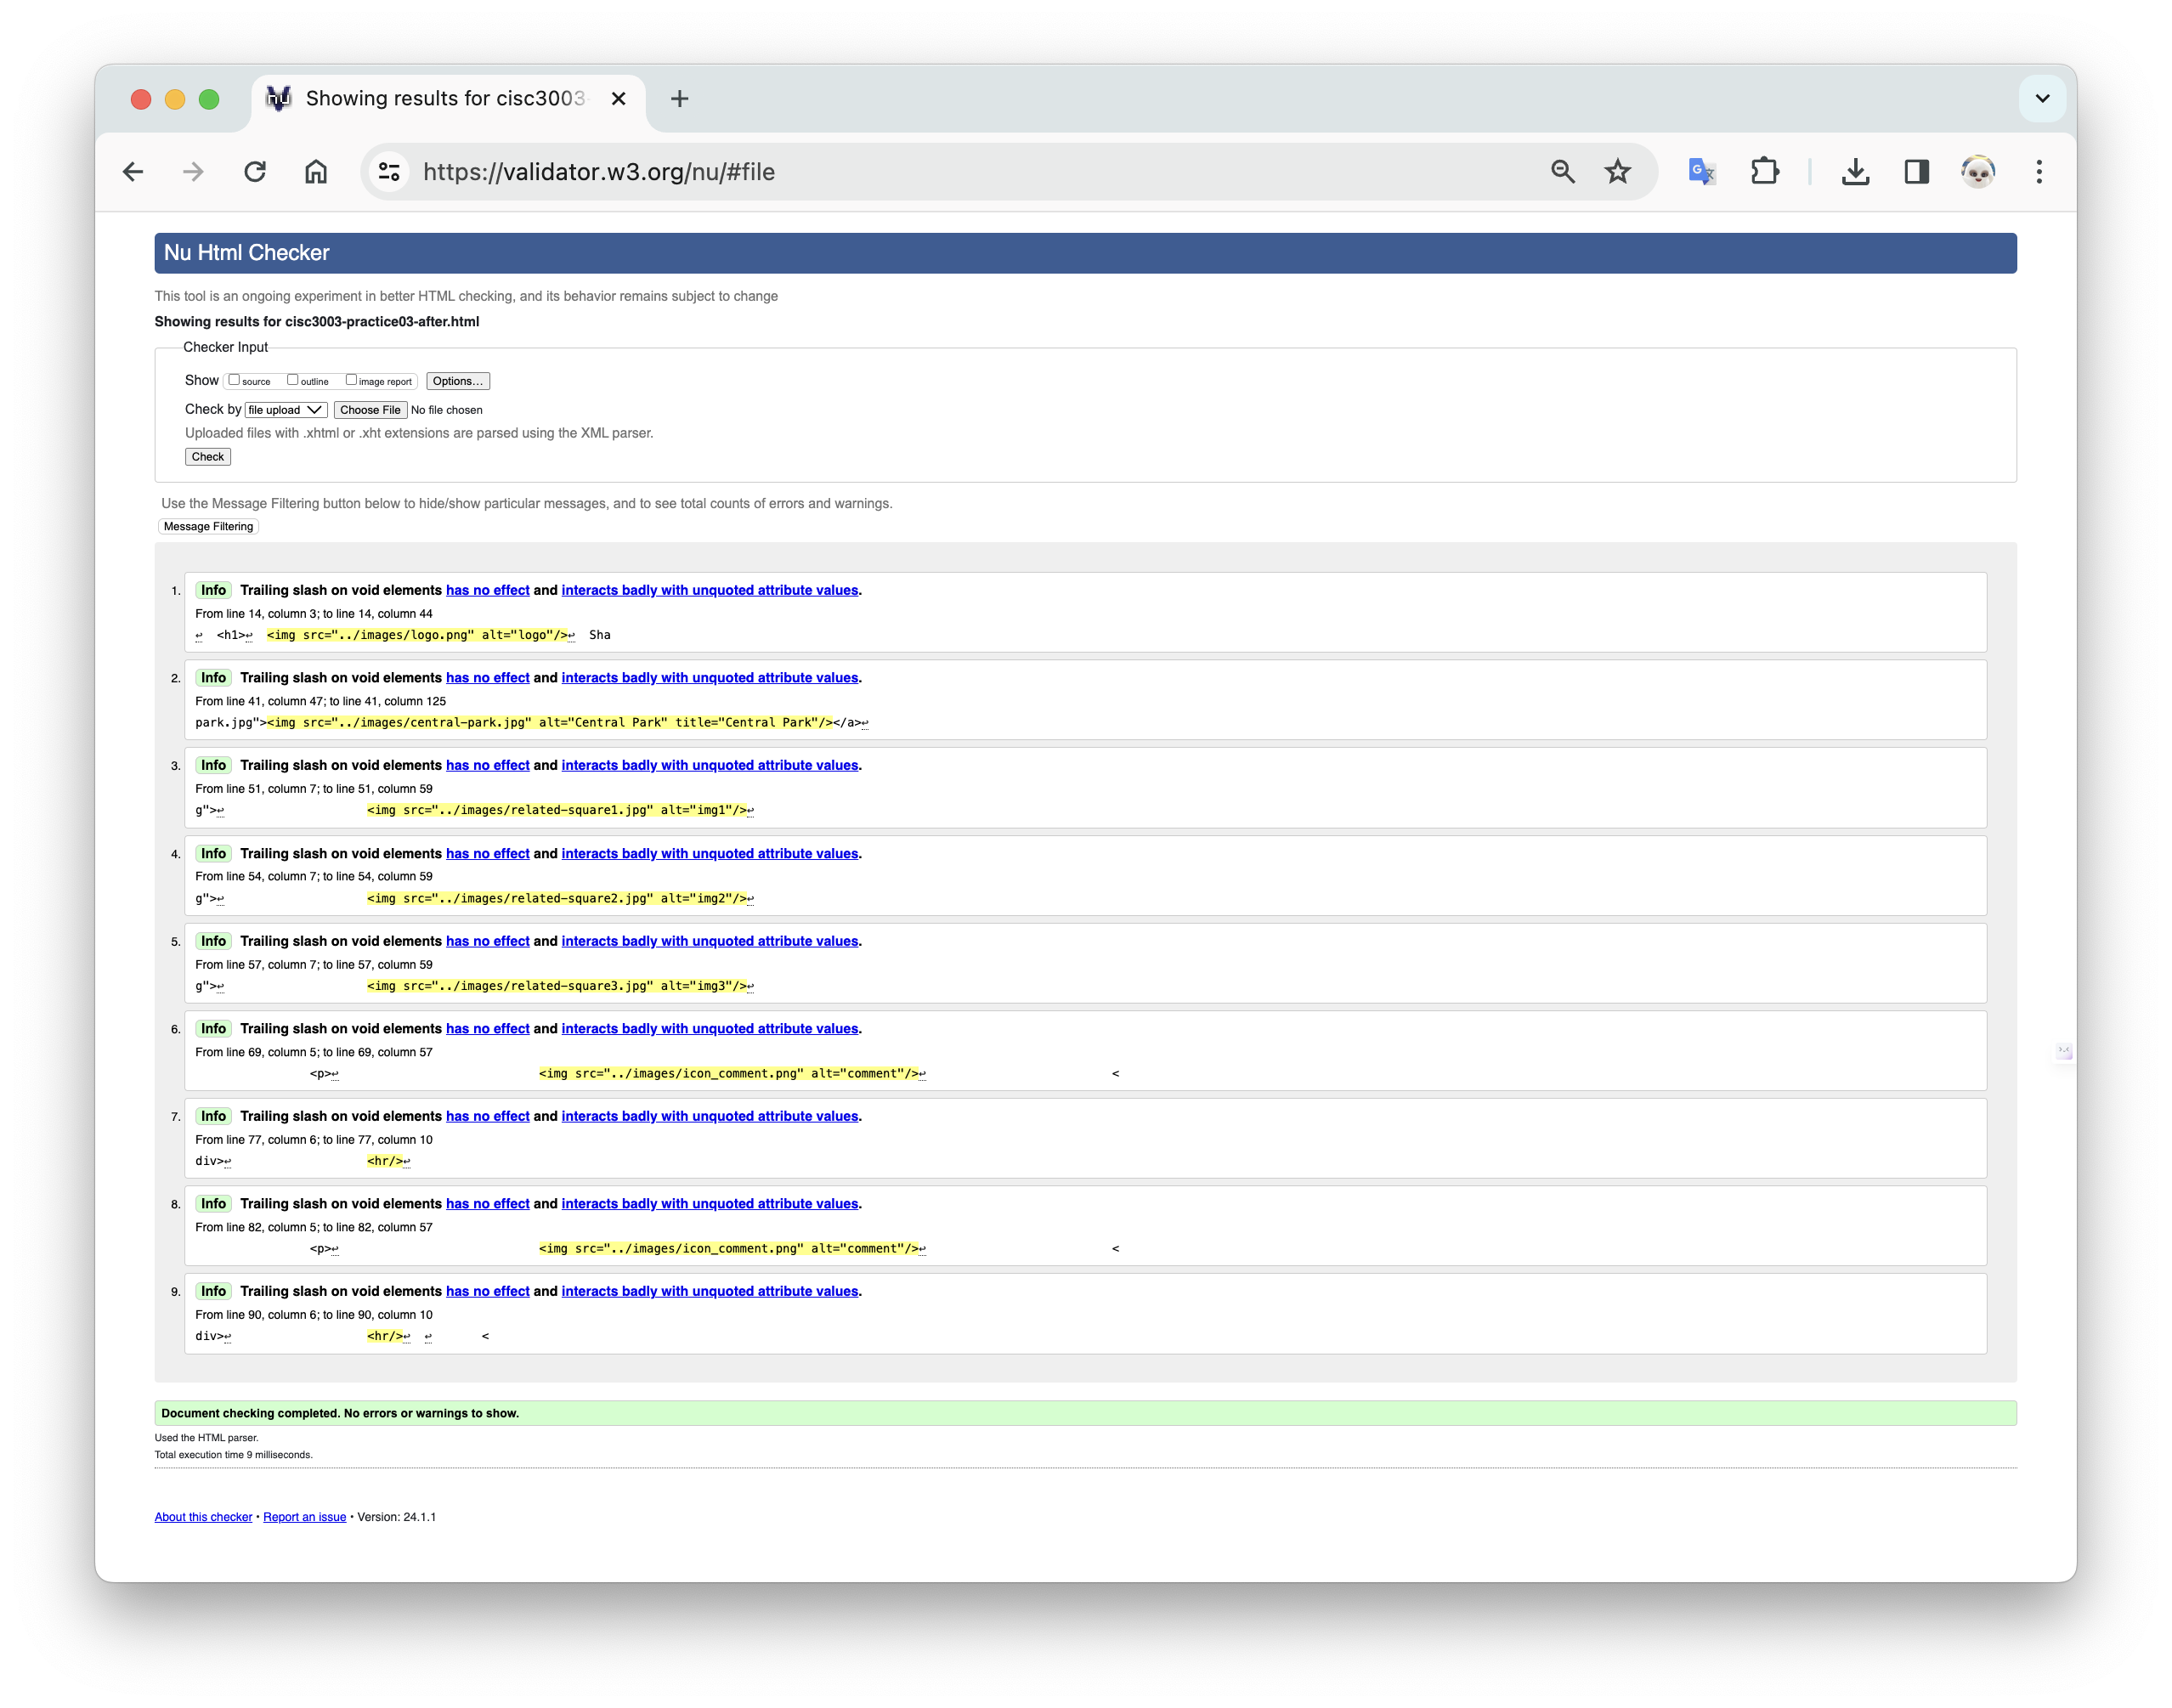 Showing results for cisc3003-
https://validator.w3.org/nu/#file
Nu Html Checker
This tool is an ongoing experiment in better HTML checking, and its behavior remains subject to change
Showing results for cisc3003-practice03-after.html
Checker Input
Show source outline image report Options...
Check by file upload Choose File No file chosen
Uploaded files with .xhtml or .xht extensions are parsed using the XML parser.
Check
Use the Message Filtering button below to hide/show particular messages, and to see total counts of errors and warnings.
Message Filtering
1. Info Trailing slash on void elements has no effect and interacts badly with unquoted attribute values.
From line 14, column 3; to line 14, column 44
↩ <h1>↩ <img src="../images/logo.png" alt="logo"/>↩ Sha
2. Info Trailing slash on void elements has no effect and interacts badly with unquoted attribute values.
From line 41, column 47; to line 41, column 125
park.jpg"><img src="../images/central-park.jpg" alt="Central Park" title="Central Park"/></a>↩
3. Info Trailing slash on void elements has no effect and interacts badly with unquoted attribute values.
From line 51, column 7; to line 51, column 59
g">↩ <img src="../images/related-square1.jpg" alt="img1"/>↩
4. Info Trailing slash on void elements has no effect and interacts badly with unquoted attribute values.
From line 54, column 7; to line 54, column 59
g">↩ <img src="../images/related-square2.jpg" alt="img2"/>↩
5. Info Trailing slash on void elements has no effect and interacts badly with unquoted attribute values.
From line 57, column 7; to line 57, column 59
g">↩ <img src="../images/related-square3.jpg" alt="img3"/>↩
6. Info Trailing slash on void elements has no effect and interacts badly with unquoted attribute values.
From line 69, column 5; to line 69, column 57
<p>↩ <img src="../images/icon_comment.png" alt="comment"/>↩ <
7. Info Trailing slash on void elements has no effect and interacts badly with unquoted attribute values.
From line 77, column 6; to line 77, column 10
div>↩ <hr/>↩
8. Info Trailing slash on void elements has no effect and interacts badly with unquoted attribute values.
From line 82, column 5; to line 82, column 57
<p>↩ <img src="../images/icon_comment.png" alt="comment"/>↩ <
9. Info Trailing slash on void elements has no effect and interacts badly with unquoted attribute values.
From line 90, column 6; to line 90, column 10
div>↩ <hr/>↩ ↩ <
Document checking completed. No errors or warnings to show.
Used the HTML parser.
Total execution time 9 milliseconds.
About this checker • Report an issue • Version: 24.1.1